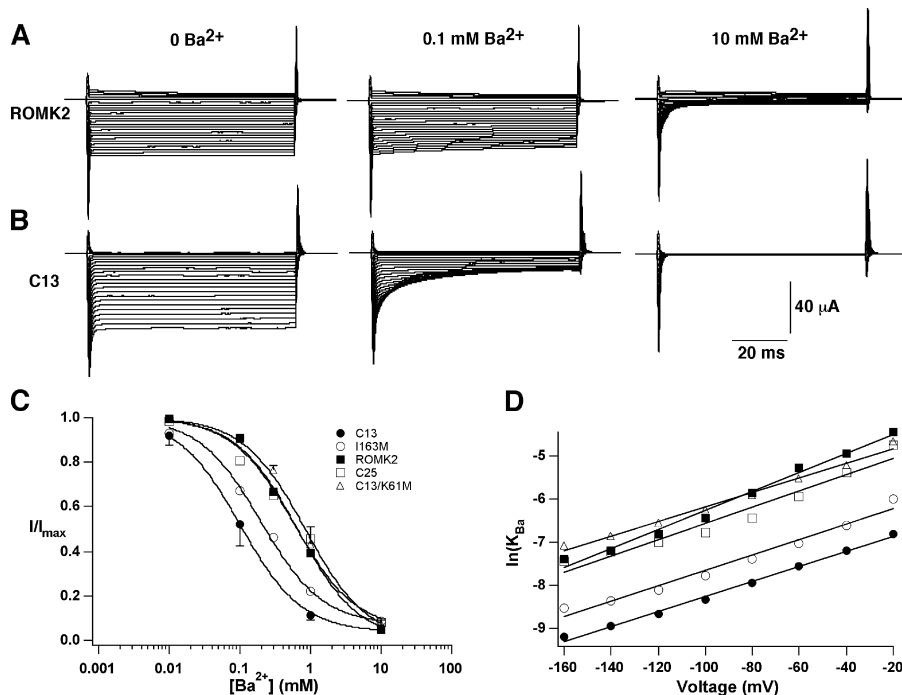 A
0 Ba2+
0.1 mM Ba2+
10 mM Ba2+
ROMK2
B
C13
40 μA
20 ms
C
1.0
0.8
0.6
0.4
0.2
0.0
I/Imax
C13
I163M
ROMK2
C25
C13/K61M
0.001
0.01
0.1
1
10
100
[Ba2+] (mM)
D
-5
-6
-7
-8
-9
ln(KBa)
-160
-140
-120
-100
-80
-60
-40
-20
Voltage (mV)